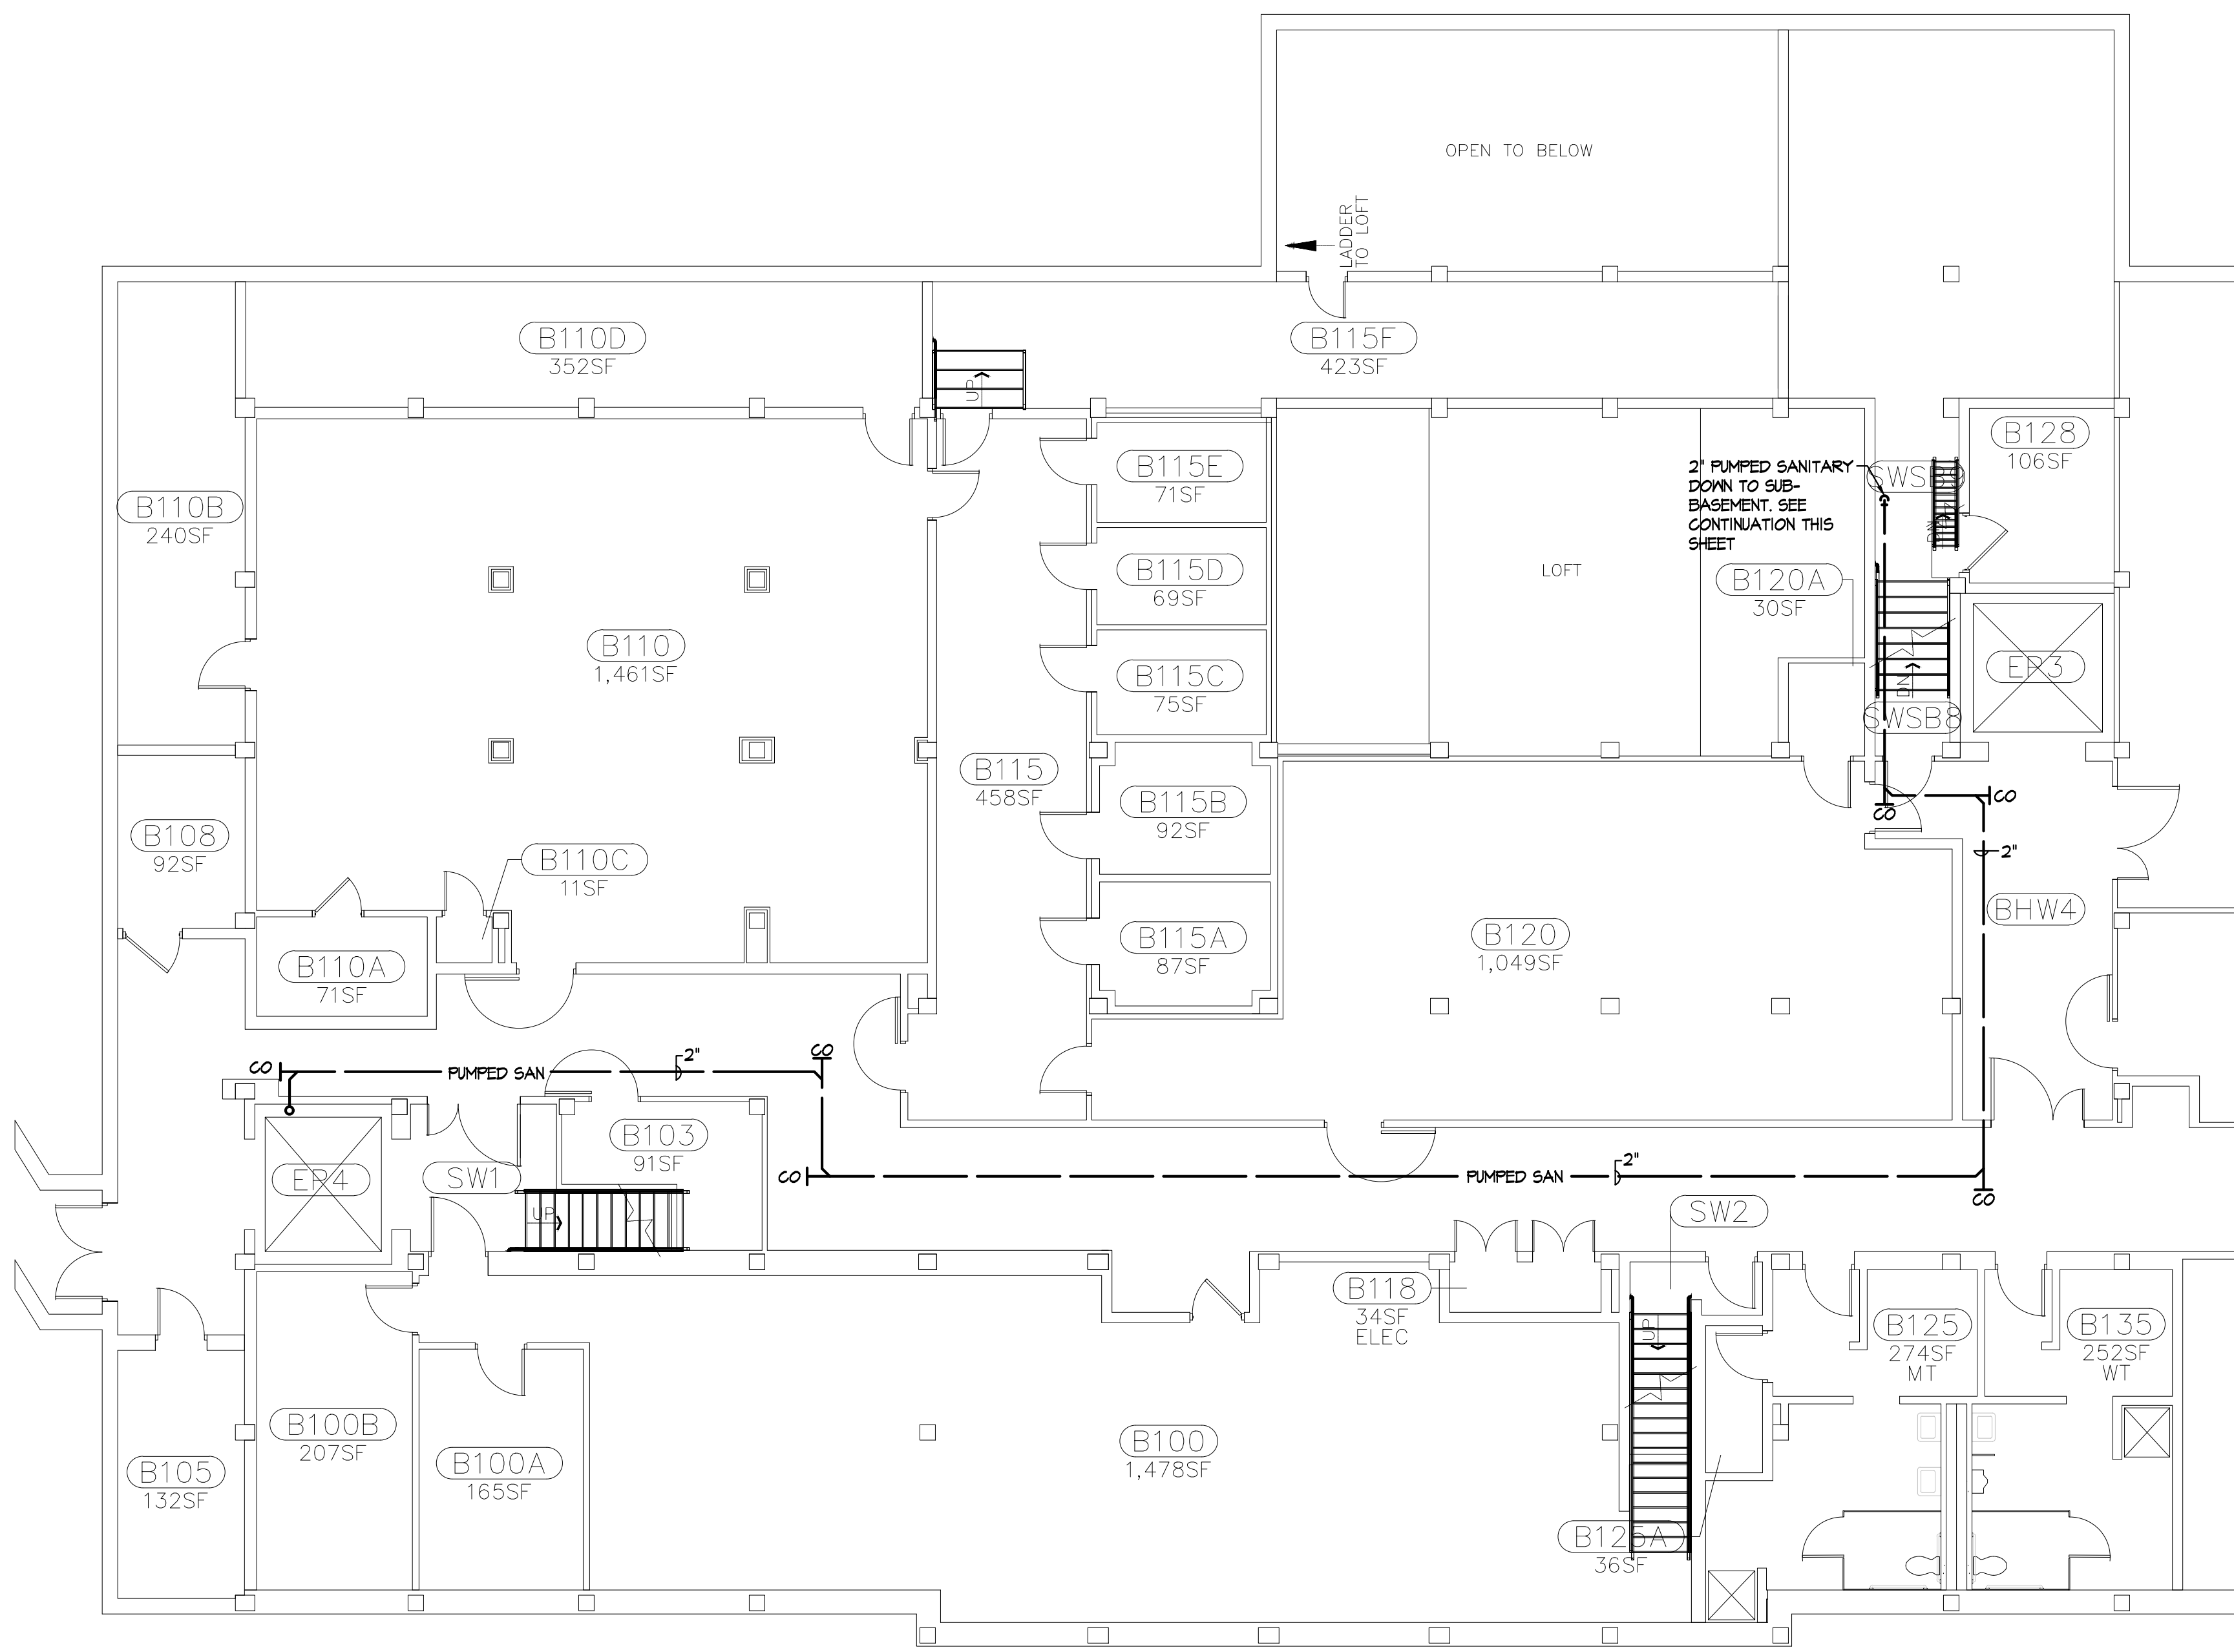 OPEN TO BELOW
LADDER
TO LOFT
B110D
352SF
B115F
423SF
UP
B128
106SF
B115E
71SF
2" PUMPED SANITARY
DOWN TO SUB-
BASEMENT. SEE
CONTINUATION THIS
SHEET
SWSB9
DN
B110B
240SF
B115D
69SF
LOFT
B120A
30SF
B110
1,461SF
B115C
75SF
EP3
DN
SWSB8
B115
458SF
B115B
92SF
CO
CO
B108
92SF
B110C
11SF
2"
BHW4
B110A
71SF
B115A
87SF
B120
1,049SF
CO
PUMPED SAN
2"
CO
B103
91SF
EP4
SW1
CO
PUMPED SAN
2"
CO
UP
SW2
B118
34SF
ELEC
UP
B125
274SF
MT
B135
252SF
WT
B100B
207SF
B100A
165SF
B100
1,478SF
B105
132SF
B125A
36SF